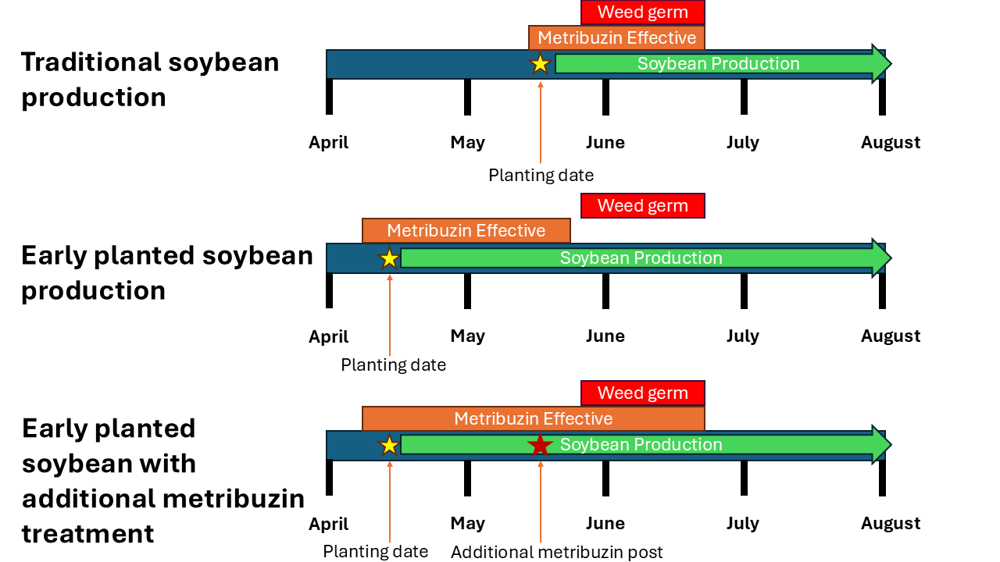 Weed germ
Metribuzin Effective
Traditional soybean
production
Soybean Production
April May June July August
Planting date
Weed germ
Metribuzin Effective
Early planted soybean
production
Soybean Production
April May June July August
Planting date
Weed germ
Metribuzin Effective
Early planted
soybean with
additional metribuzin
treatment
Soybean Production
April May June July August
Planting date Additional metribuzin post